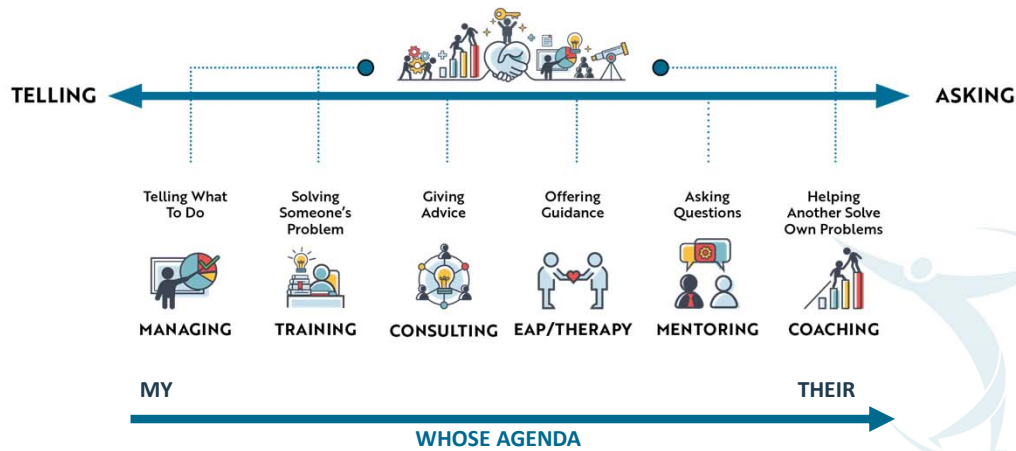 TELLING
ASKING
Telling What
To Do
Solving
Someone's
Problem
Giving
Advice
Offering
Guidance
Asking
Questions
Helping
Another Solve
Own Problems
MANAGING
TRAINING
CONSULTING
EAP/THERAPY
MENTORING
COACHING
MY
THEIR
WHOSE AGENDA